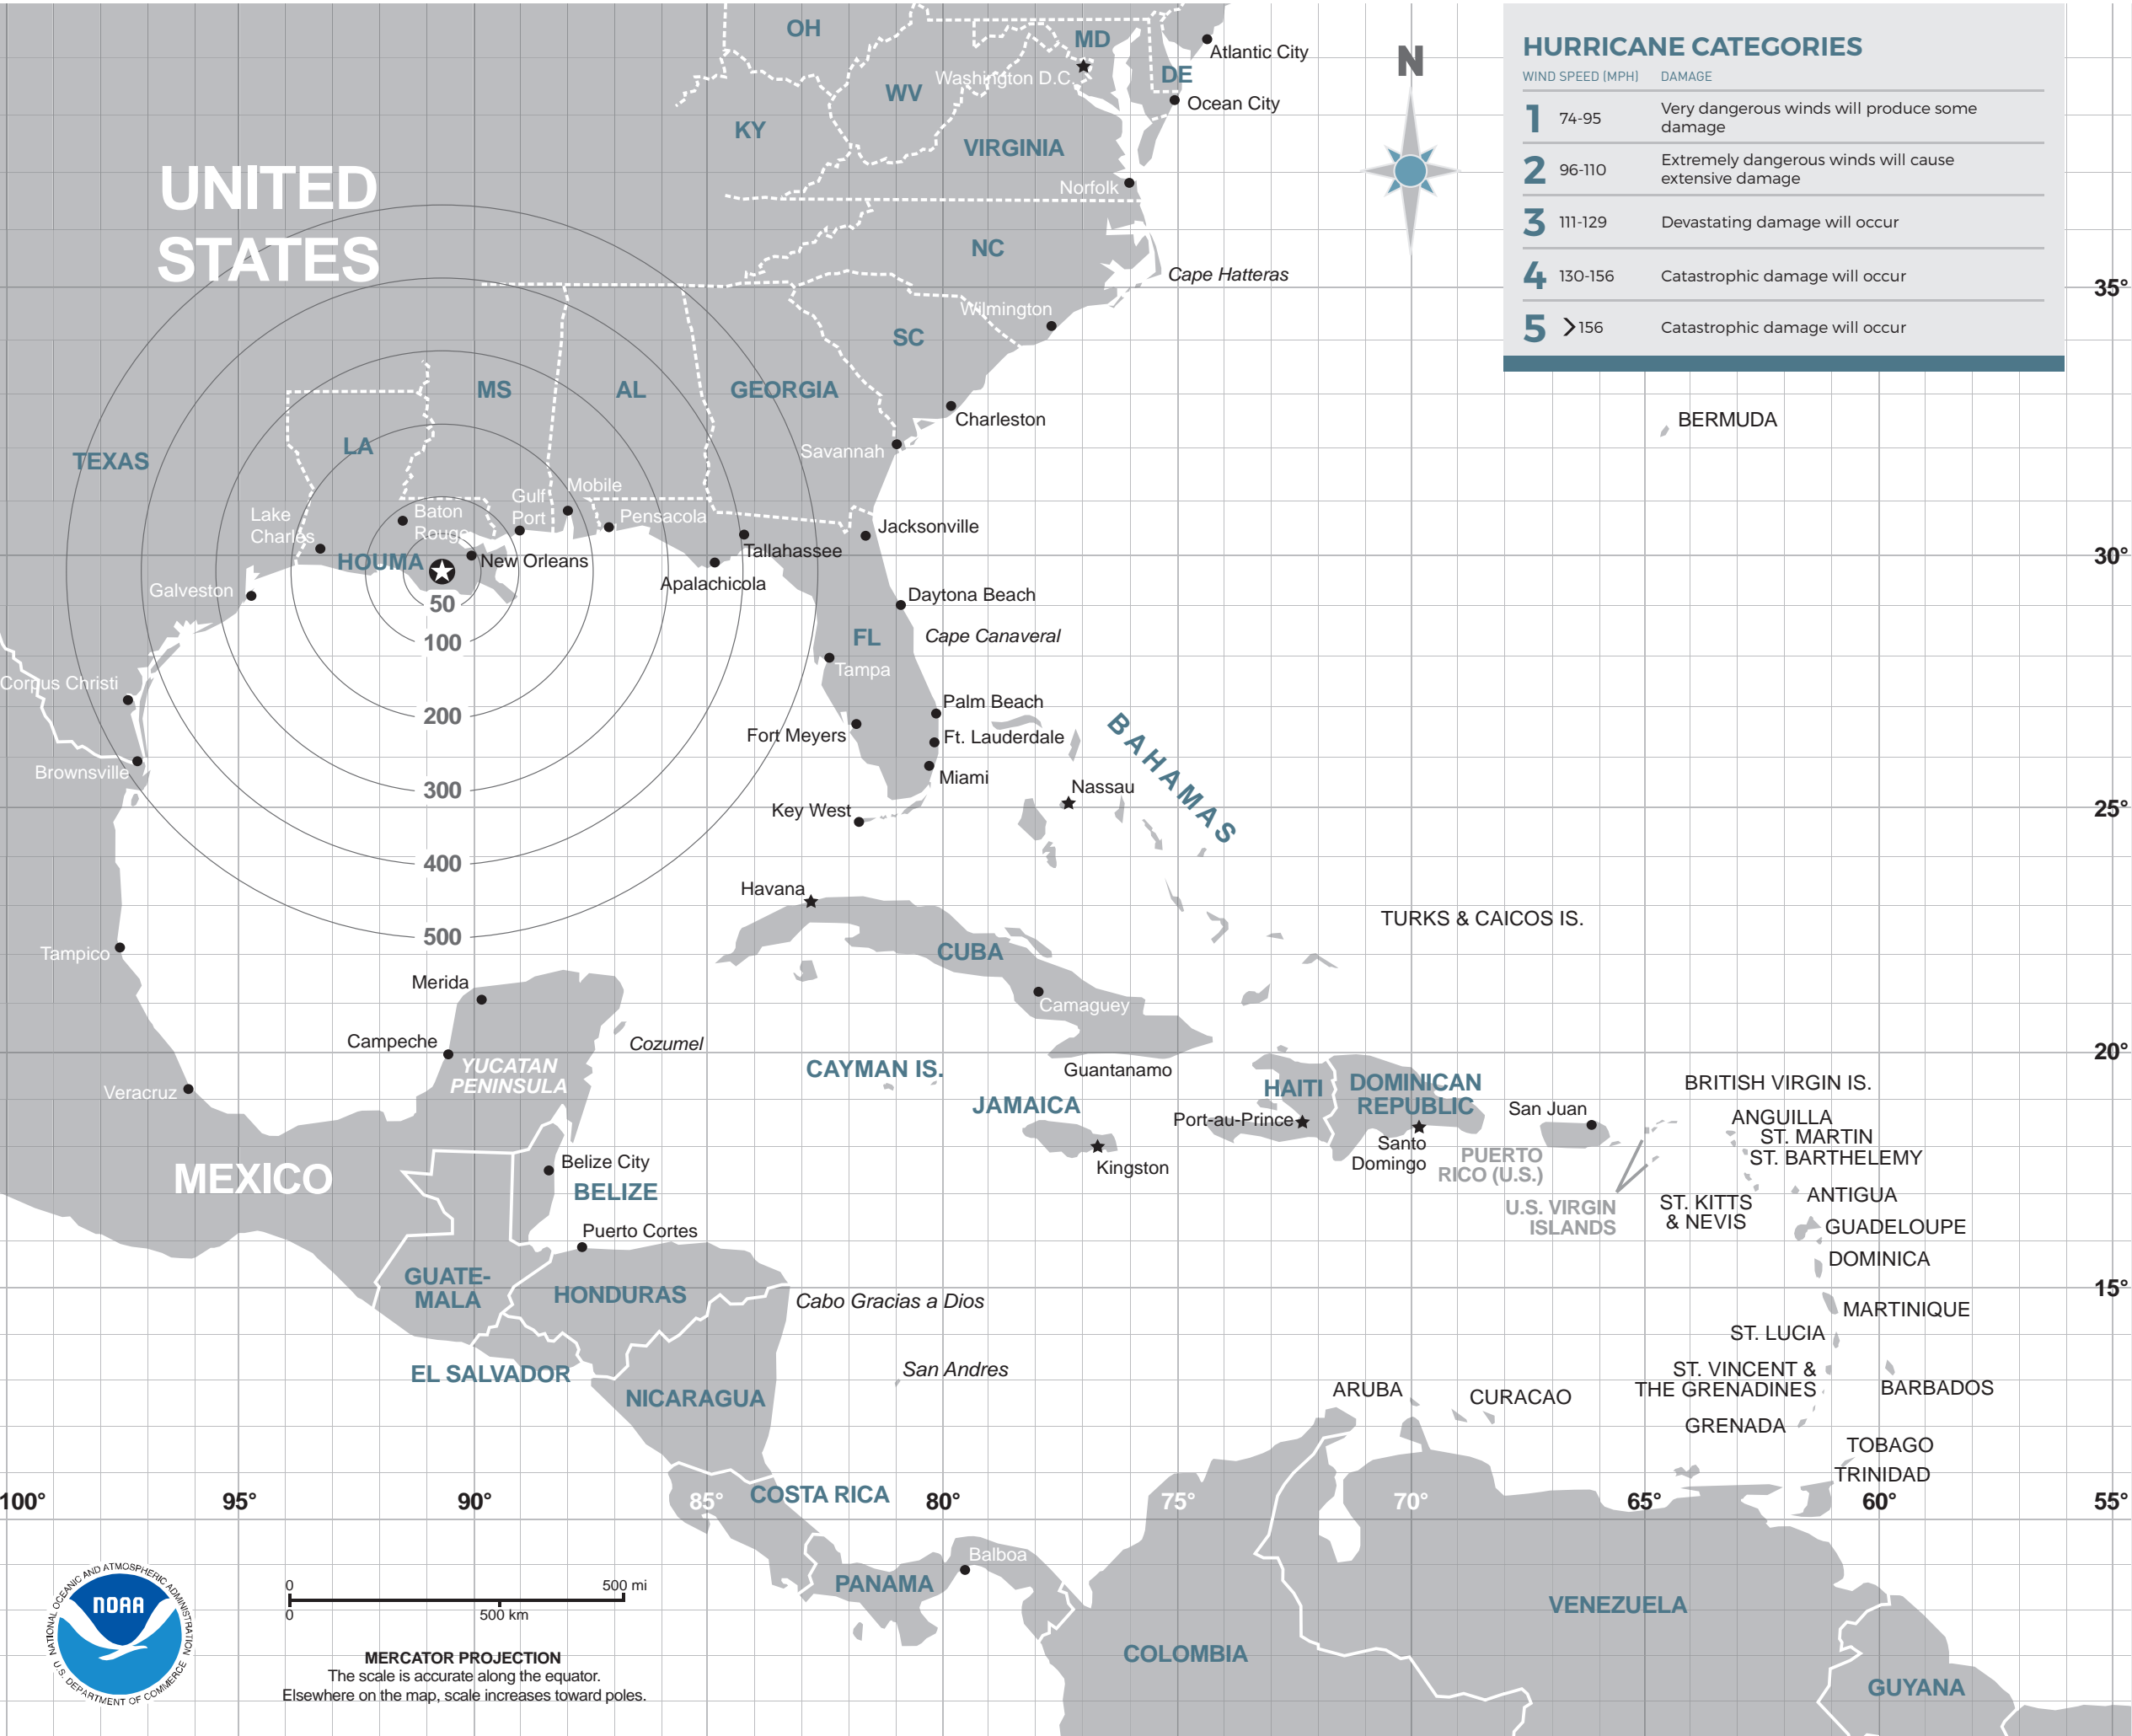 OH
MD
Atlantic City
Washington D.C.
DE
WV
Ocean City
KY
VIRGINIA
Norfolk
UNITED
STATES
NC
Cape Hatteras
Wilmington
SC
MS
AL
GEORGIA
Charleston
LA
TEXAS
Savannah
N
HURRICANE CATEGORIES
WIND SPEED (MPH) DAMAGE
1 74-95 Very dangerous winds will produce some
damage
2 96-110 Extremely dangerous winds will cause
extensive damage
3 111-129 Devastating damage will occur
4 130-156 Catastrophic damage will occur
5 >156 Catastrophic damage will occur
35°
BERMUDA
Lake
Charles
Baton
Rouge
Gulf
Port
Mobile
Pensacola
Jacksonville
Tallahassee
HOUMA
New Orleans
Apalachicola
30°
Galveston
50
Daytona Beach
100
FL
Cape Canaveral
Tampa
Corpus Christi
200
Palm Beach
Fort Meyers
Ft. Lauderdale
BAHAMAS
Brownsville
300
Miami
Nassau
Key West
25°
400
Havana
500
TURKS & CAICOS IS.
Tampico
CUBA
Merida
Camaguey
Campeche
Cozumel
20°
YUCATAN
PENINSULA
CAYMAN IS.
Guantanamo
Veracruz
JAMAICA
HAITI
DOMINICAN
REPUBLIC
BRITISH VIRGIN IS.
Port-au-Prince
San Juan
ANGUILLA
Santo
Domingo
ST. MARTIN
ST. BARTHELEMY
Kingston
PUERTO
RICO (U.S.)
MEXICO
Belize City
BELIZE
U.S. VIRGIN
ISLANDS
ST. KITTS
& NEVIS
ANTIGUA
GUADELOUPE
Puerto Cortes
DOMINICA
GUATE-
MALA
HONDURAS
15°
Cabo Gracias a Dios
MARTINIQUE
ST. LUCIA
EL SALVADOR
San Andres
ST. VINCENT &
THE GRENADINES
BARBADOS
NICARAGUA
ARUBA
CURACAO
GRENADA
TOBAGO
TRINIDAD
COSTA RICA
100°
95°
90°
85°
80°
75°
70°
65°
60°
55°
Balboa
PANAMA
VENEZUELA
COLOMBIA
GUYANA
NATIONAL OCEANIC AND ATMOSPHERIC ADMINISTRATION
NOAA
U.S. DEPARTMENT OF COMMERCE
0 500 mi
0 500 km
MERCATOR PROJECTION
The scale is accurate along the equator.
Elsewhere on the map, scale increases toward poles.